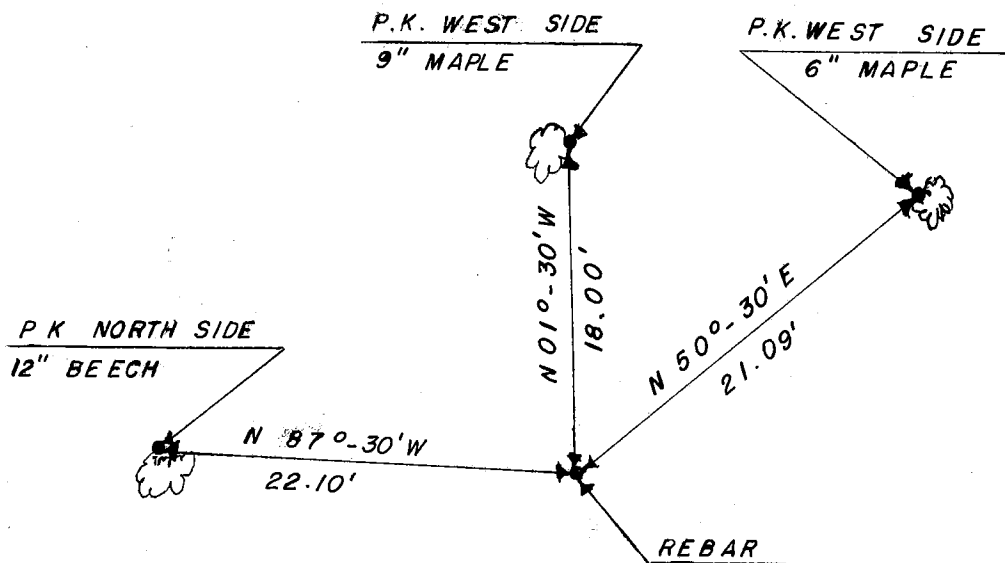 P.K. WEST SIDE
9" MAPLE
P.K. WEST SIDE
6" MAPLE
N 01°-30' W
18.00'
N 50°-30' E
21.09'
P K NORTH SIDE
12" BEECH
N 87°-30' W
22.10'
REBAR